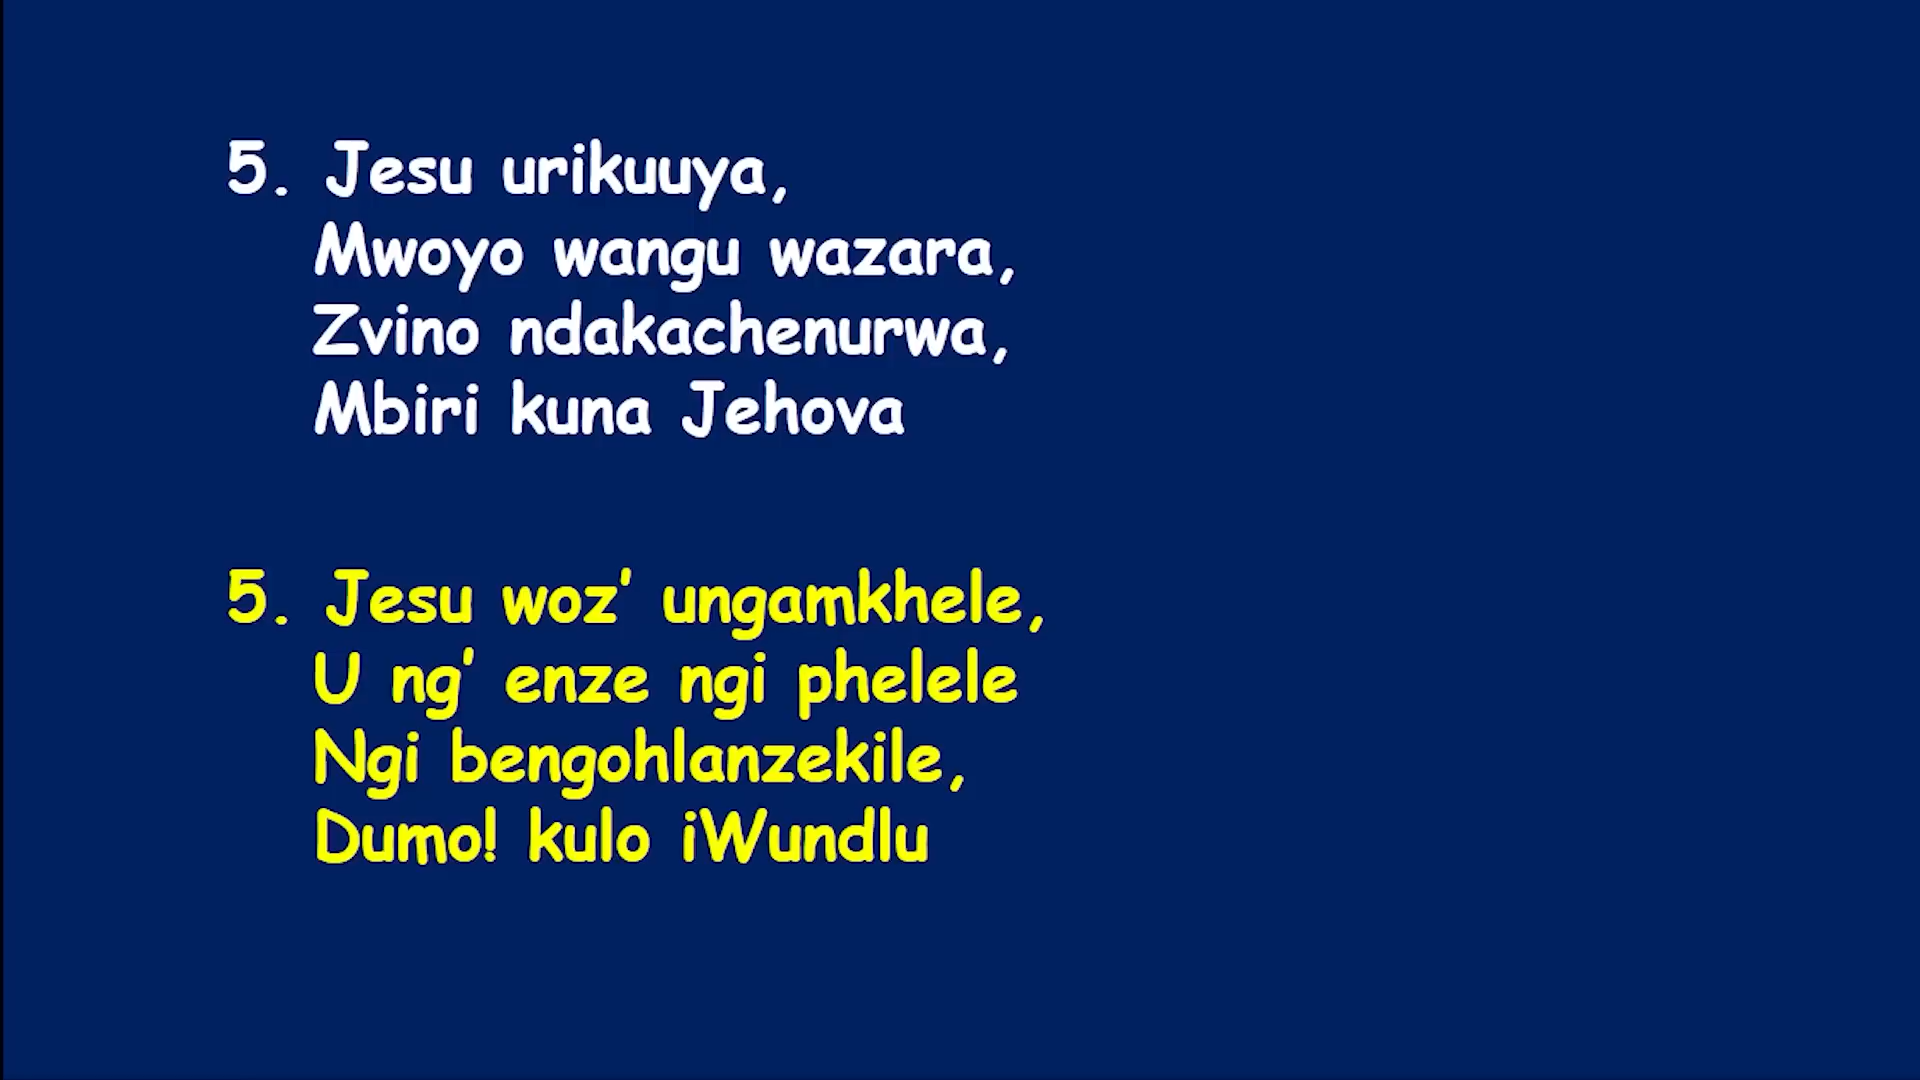 5. Jesu urikuuya,
Mwoyo wangu wazara,
Zvino ndakachenurwa,
Mbiri kuna Jehova
5. Jesu woz' ungamkhele,
U ng' enze ngi phelele
Ngi bengohlanzekile,
Dumo! kulo iWundlu